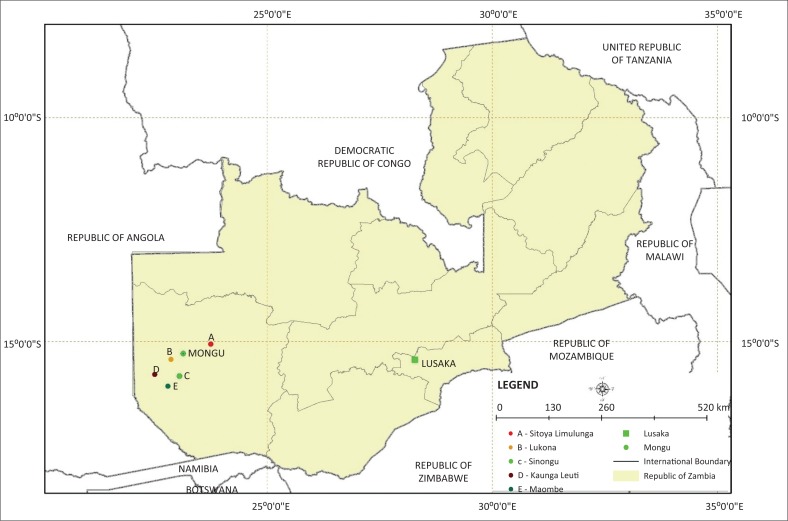 25°0'0"E 30°0'0"E 35°0'0"E
UNITED REPUBLIC
OF TANZANIA
10°0'0"S 10°0'0"S
DEMOCRATIC
REPUBLIC OF CONGO
REPUBLIC OF ANGOLA
REPUBLIC OF
MALAWI
15°0'0"S 15°0'0"S
A
B
MONGU
D
C
E
LUSAKA
REPUBLIC OF
MOZAMBIQUE
NAMIBIA
BOTSWANA
REPUBLIC OF
ZIMBABWE
LEGEND
0 130 260 520 km
A - Sitoya Limulunga
B - Lukona
c - Sinongu
D - Kaunga Leuti
E - Maombe
Lusaka
Mongu
International Boundary
Republic of Zambia
25°0'0"E 30°0'0"E 35°0'0"E